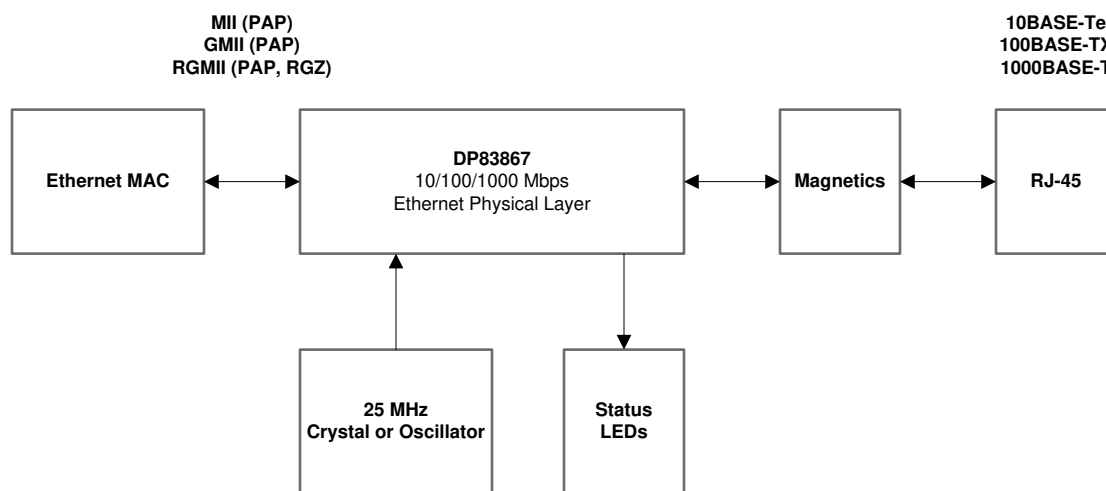 MII (PAP)
GMII (PAP)
RGMII (PAP, RGZ)
10BASE-Te
100BASE-TX
1000BASE-T
Ethernet MAC
DP83867
10/100/1000 Mbps
Ethernet Physical Layer
Magnetics
RJ-45
25 MHz
Crystal or Oscillator
Status
LEDs